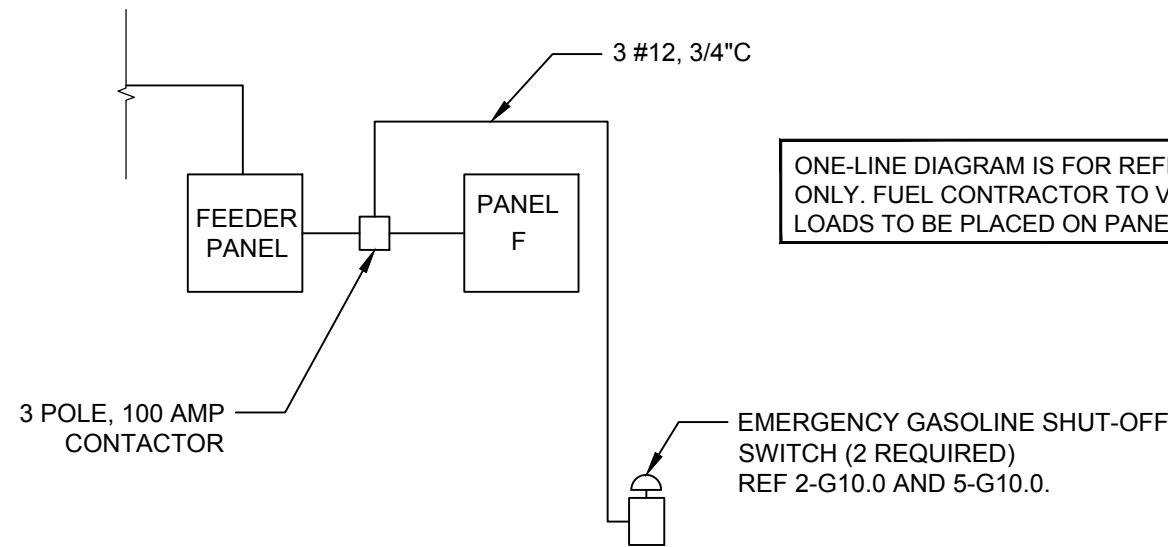 3 #12, 3/4"C
ONE-LINE DIAGRAM IS FOR
ONLY. FUEL CONTRACTOR TO
LOADS TO BE PLACED ON
FEEDER
PANEL
PANEL
F
3 POLE, 100 AMP
CONTACTOR
EMERGENCY GASOLINE SHUT-OFF
SWITCH (2 REQUIRED)
REF 2-G10.0 AND 5-G10.0.